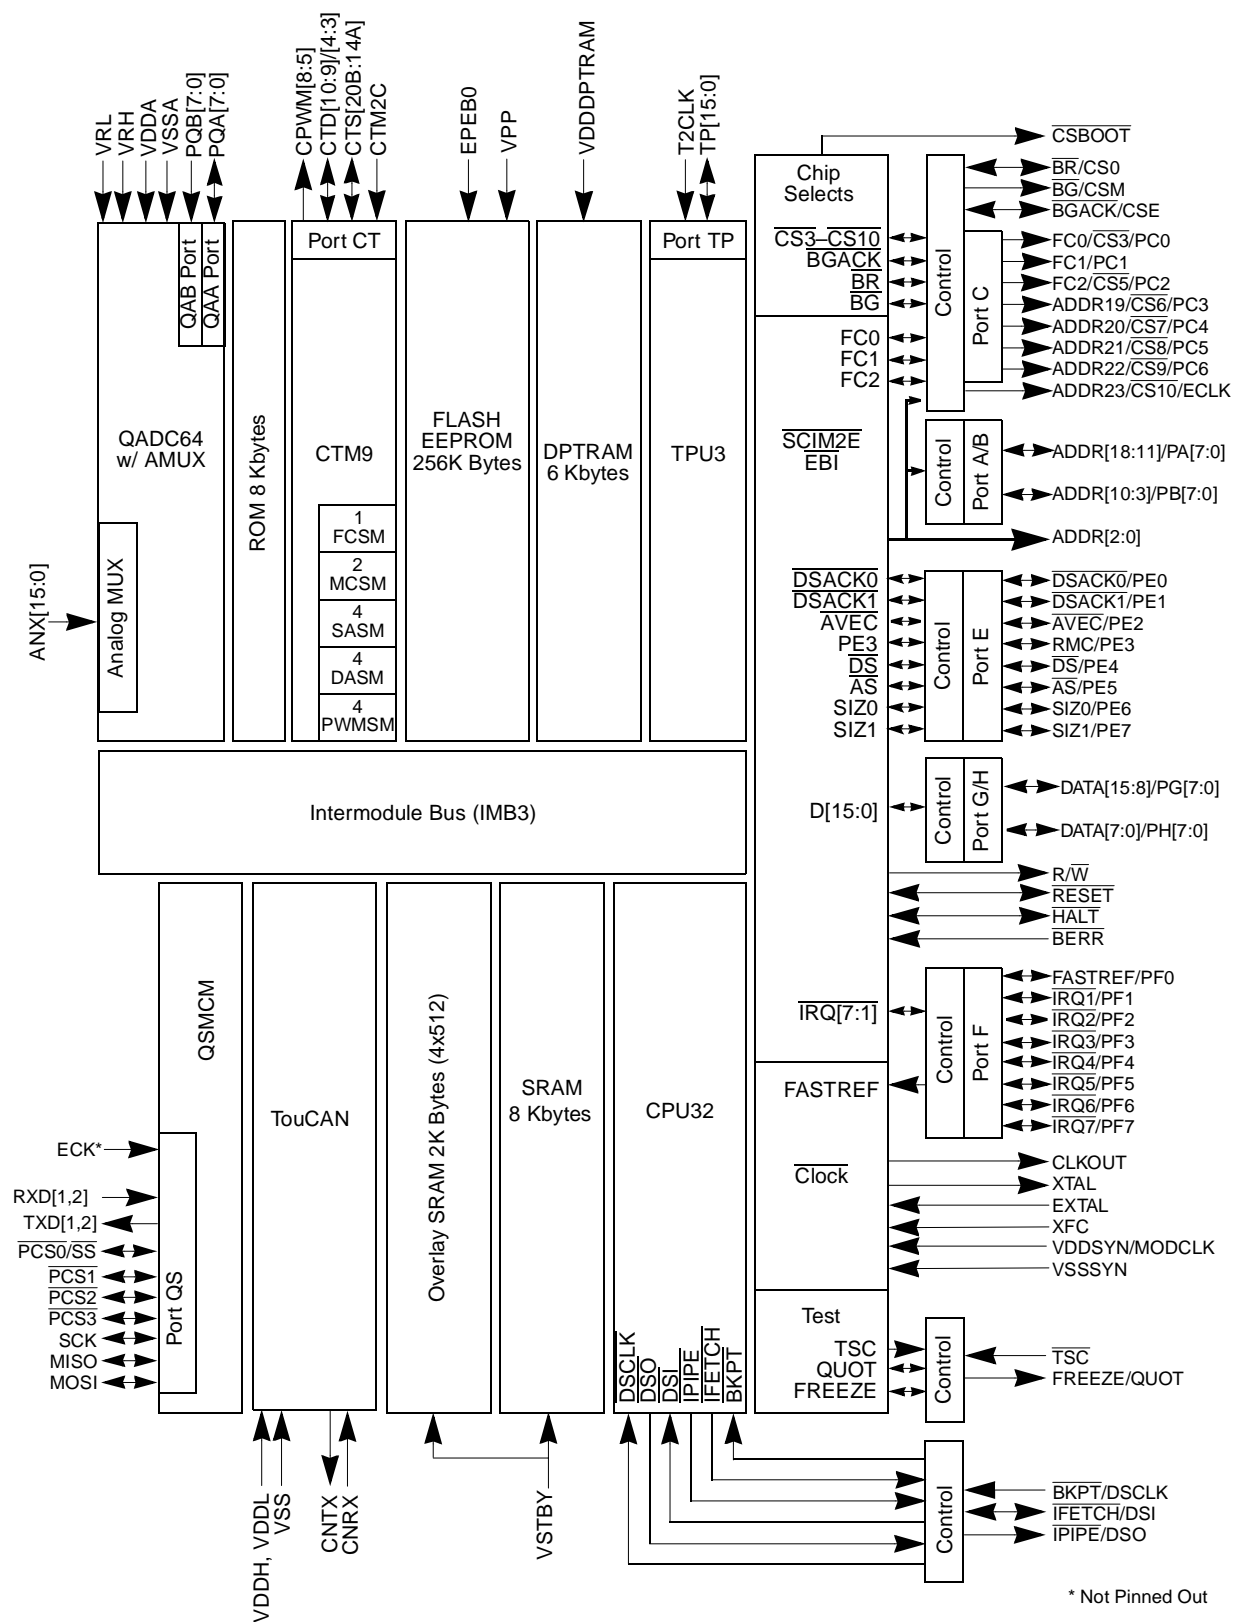 VRL
VRH
VDDA
VSSA
PQB[7:0]
PQA[7:0]
CPWM[8:5]
CTD[10:9]/[4:3]
CTS[20B:14A]
CTM2C
EPEB0
VPP
VDDDPTRAM
T2CLK
TP[15:0]
QAB Port
QAA Port
QADC64
w/ AMUX
Analog MUX
ANX[15:0]
ROM 8 Kbytes
Port CT
CTM9
1
FCSM
2
MCSM
4
SASM
4
DASM
4
PWMSM
FLASH
EEPROM
256K Bytes
DPTRAM
6 Kbytes
Port TP
TPU3
Chip
Selects
CS3–CS10
BGACK
BR
BG
FC0
FC1
FC2
SCIM2E
EBI
DSACK0
DSACK1
AVEC
PE3
DS
AS
SIZ0
SIZ1
D[15:0]
IRQ[7:1]
FASTREF
Clock
Test
TSC
QUOT
FREEZE
Control
Port C
Control
Port A/B
Control
Port E
Control
Port G/H
Control
Port F
Control
Control
CSBOOT
BR/CS0
BG/CSM
BGACK/CSE
FC0/CS3/PC0
FC1/PC1
FC2/CS5/PC2
ADDR19/CS6/PC3
ADDR20/CS7/PC4
ADDR21/CS8/PC5
ADDR22/CS9/PC6
ADDR23/CS10/ECLK
ADDR[18:11]/PA[7:0]
ADDR[10:3]/PB[7:0]
ADDR[2:0]
DSACK0/PE0
DSACK1/PE1
AVEC/PE2
RMC/PE3
DS/PE4
AS/PE5
SIZ0/PE6
SIZ1/PE7
DATA[15:8]/PG[7:0]
DATA[7:0]/PH[7:0]
R/W
RESET
HALT
BERR
FASTREF/PF0
IRQ1/PF1
IRQ2/PF2
IRQ3/PF3
IRQ4/PF4
IRQ5/PF5
IRQ6/PF6
IRQ7/PF7
CLKOUT
XTAL
EXTAL
XFC
VDDSYN/MODCLK
VSSSYN
TSC
FREEZE/QUOT
BKPT/DSCLK
IFETCH/DSI
IPIPE/DSO
Intermodule Bus (IMB3)
QSMCM
Port QS
ECK*
RXD[1,2]
TXD[1,2]
PCS0/SS
PCS1
PCS2
PCS3
SCK
MISO
MOSI
TouCAN
Overlay SRAM 2K Bytes (4x512)
SRAM
8 Kbytes
CPU32
DSCLK
DSO
DSI
IPIPE
IFETCH
BKPT
VDDH, VDDL
VSS
CNTX
CNRX
VSTBY
* Not Pinned Out